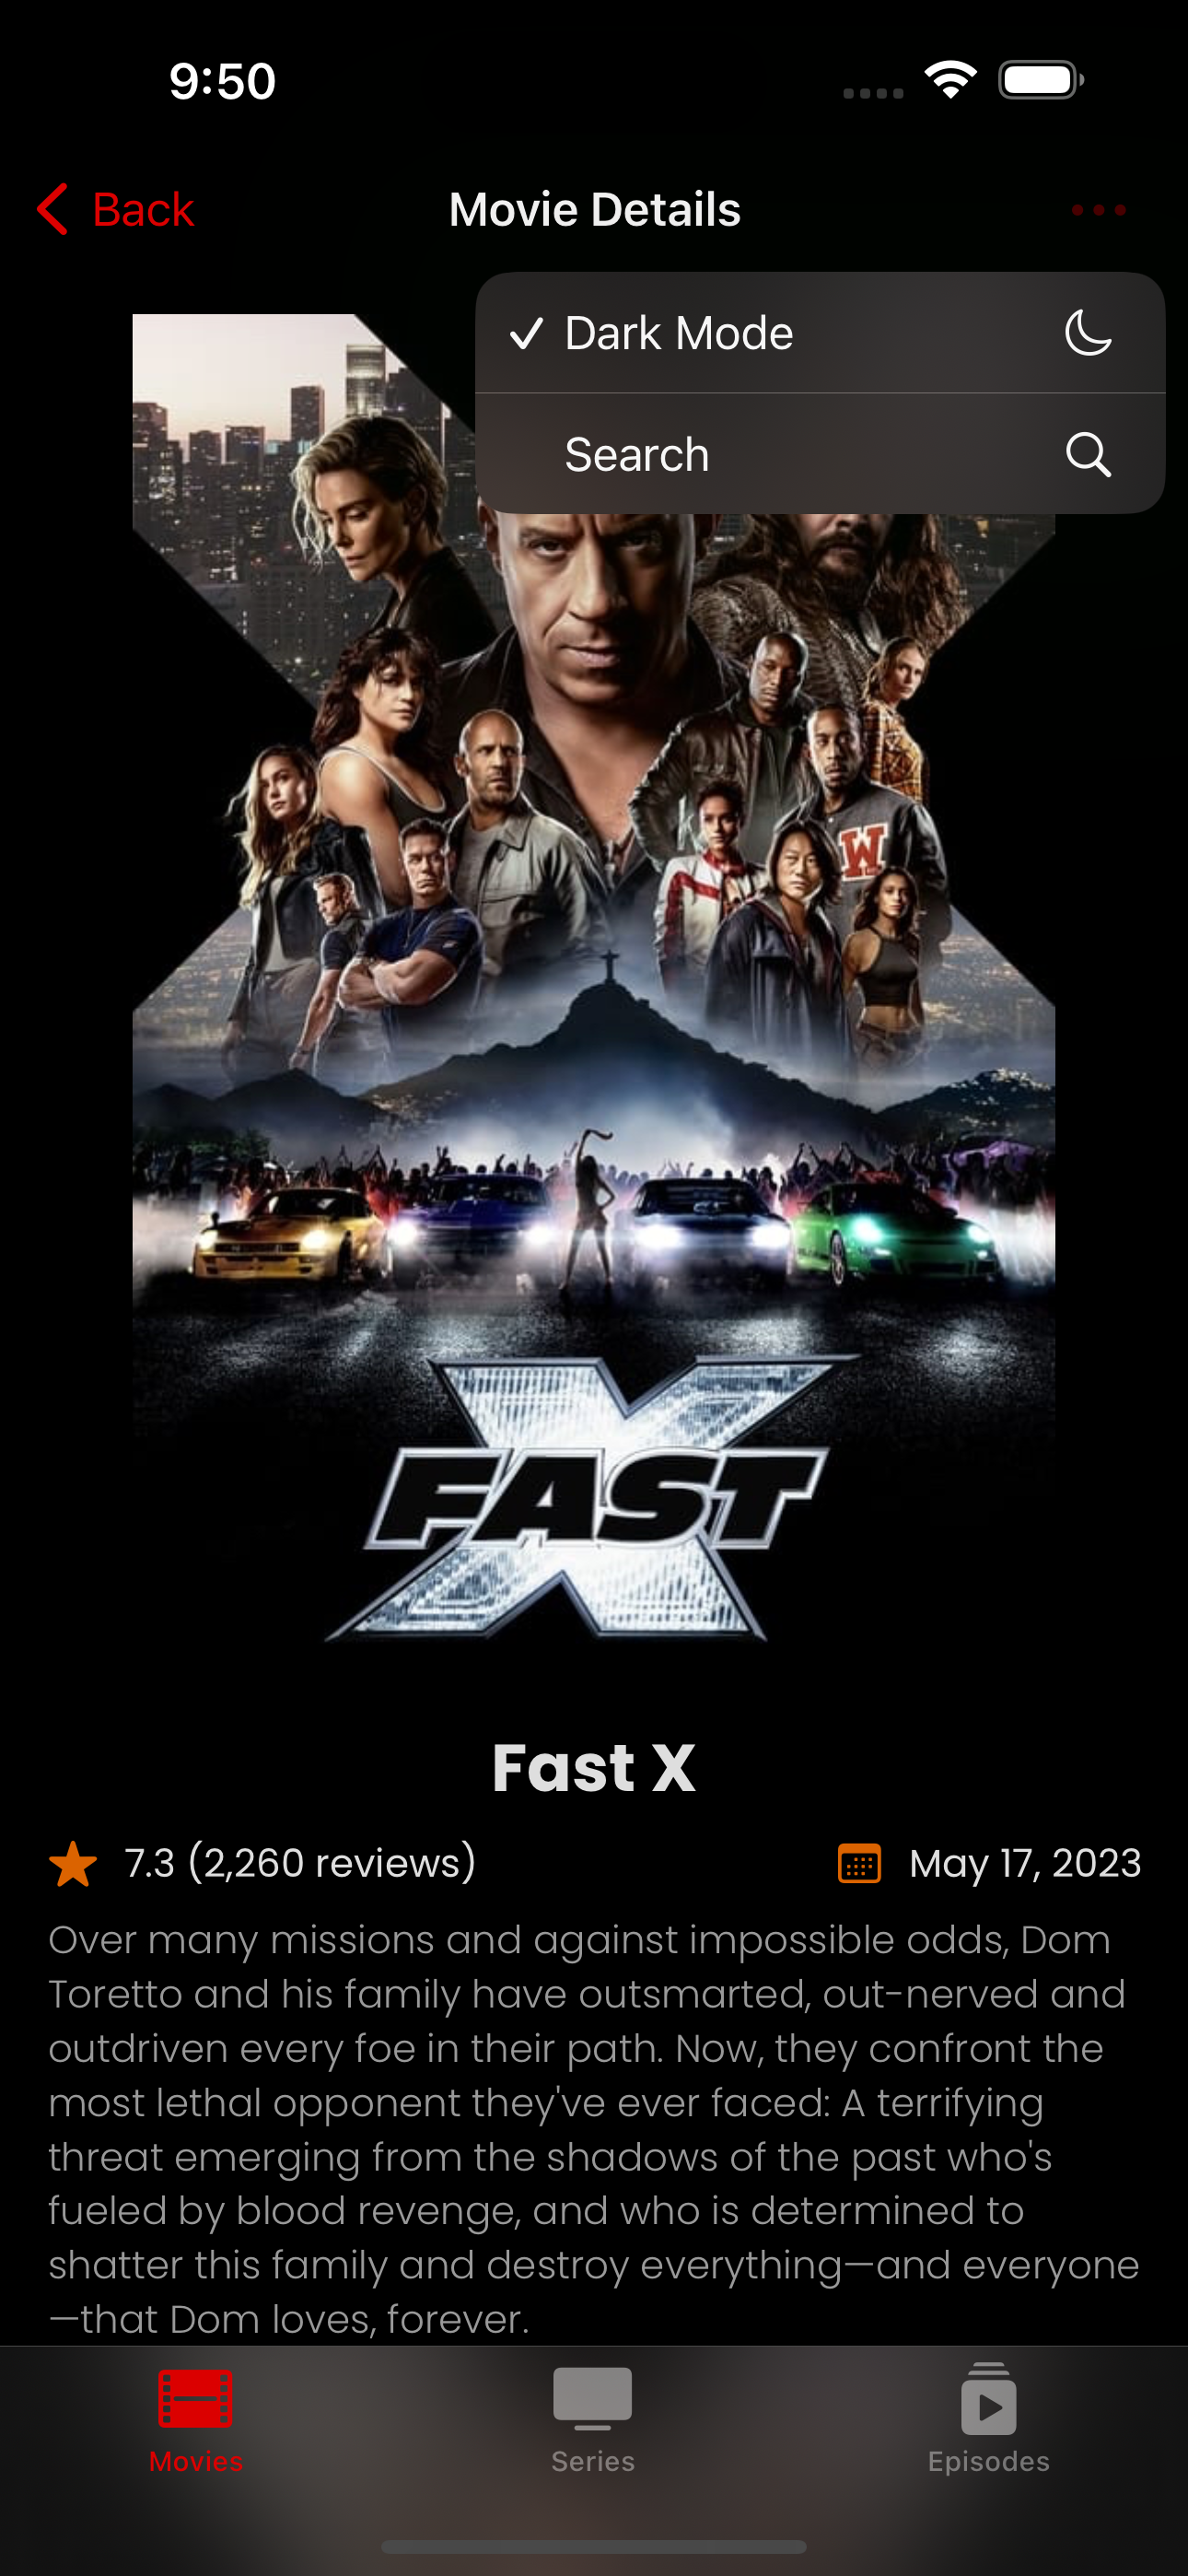 9:50
Back
Movie Details
Dark Mode
Search
W
FAST X
Fast X
7.3 (2,260 reviews)
May 17, 2023
Over many missions and against impossible odds, Dom
Toretto and his family have outsmarted, out-nerved and
outdriven every foe in their path. Now, they confront the
most lethal opponent they've ever faced: A terrifying
threat emerging from the shadows of the past who's
fueled by blood revenge, and who is determined to
shatter this family and destroy everything—and everyone
—that Dom loves, forever.
Movies
Series
Episodes